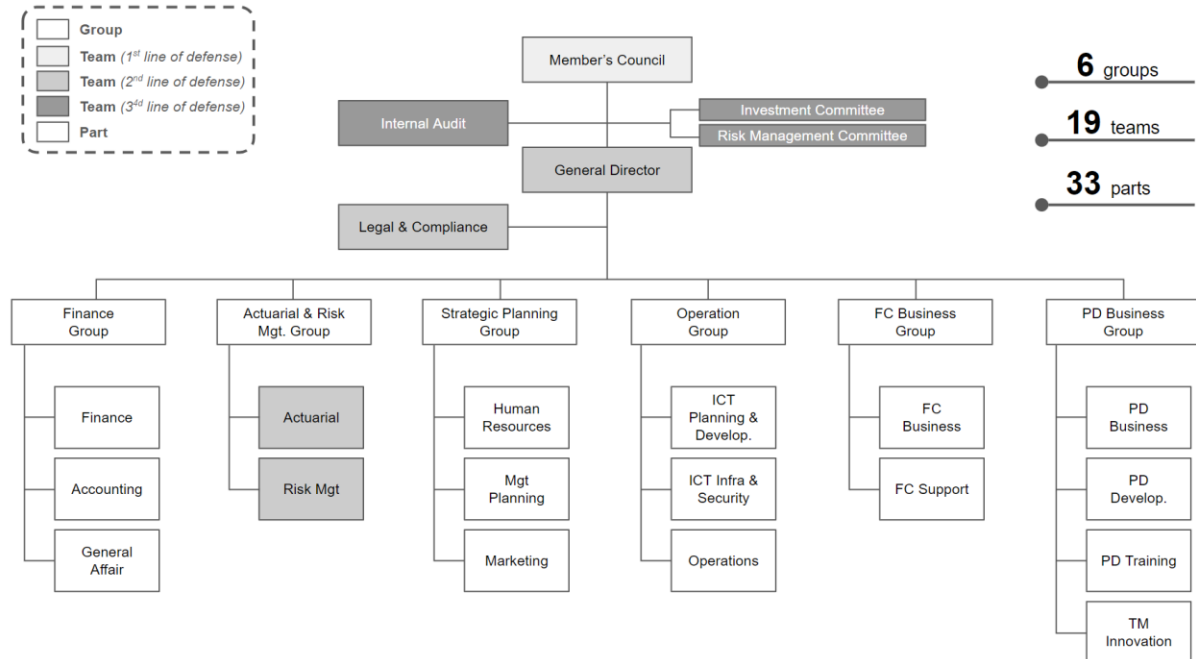 Group
Team (1st line of defense)
Team (2nd line of defense)
Team (3rd line of defense)
Part
Member's Council
Internal Audit
Investment Committee
Risk Management Committee
General Director
Legal & Compliance
6 groups
19 teams
33 parts
Finance
Group
Actuarial & Risk
Mgt. Group
Strategic Planning
Group
Operation
Group
FC Business
Group
PD Business
Group
Finance
Accounting
General
Affair
Actuarial
Risk Mgt
Human
Resources
Mgt
Planning
Marketing
ICT
Planning &
Develop.
ICT Infra &
Security
Operations
FC
Business
FC Support
PD
Business
PD
Develop.
PD Training
TM
Innovation